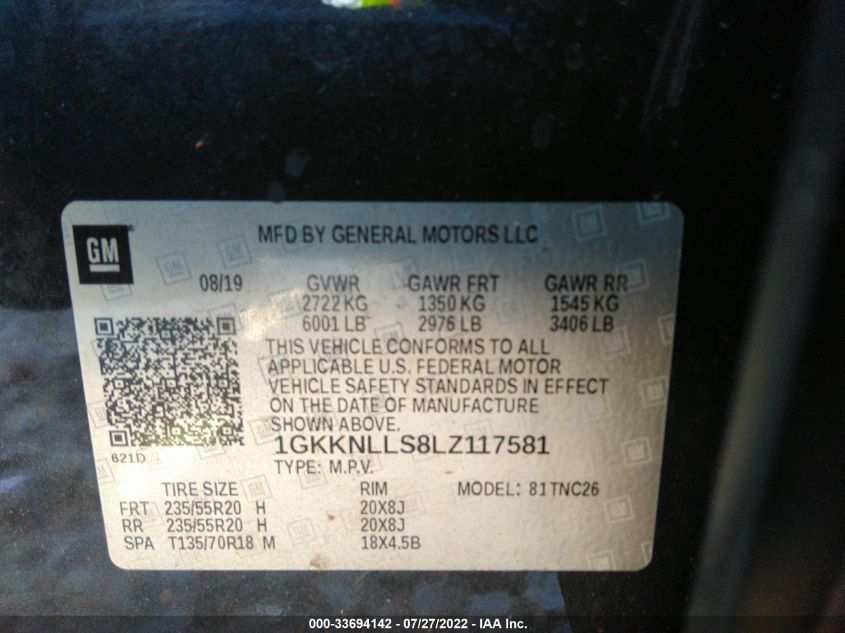 GM
MFD BY GENERAL MOTORS LLC
08/19 GVWR GAWR FRT GAWR RR
2722 KG 1350 KG 1545 KG
6001 LB 2976 LB 3406 LB
THIS VEHICLE CONFORMS TO ALL
APPLICABLE U.S. FEDERAL MOTOR
VEHICLE SAFETY STANDARDS IN EFFECT
ON THE DATE OF MANUFACTURE
SHOWN ABOVE.
621D
1GKKNLLS8LZ117581
TYPE: M.P.V.
TIRE SIZE RIM MODEL: 81TNC26
FRT 235/55R20 H 20X8J
RR 235/55R20 H 20X8J
SPA T135/70R18 M 18X4.5B
000-33694142 - 07/27/2022 - IAA Inc.